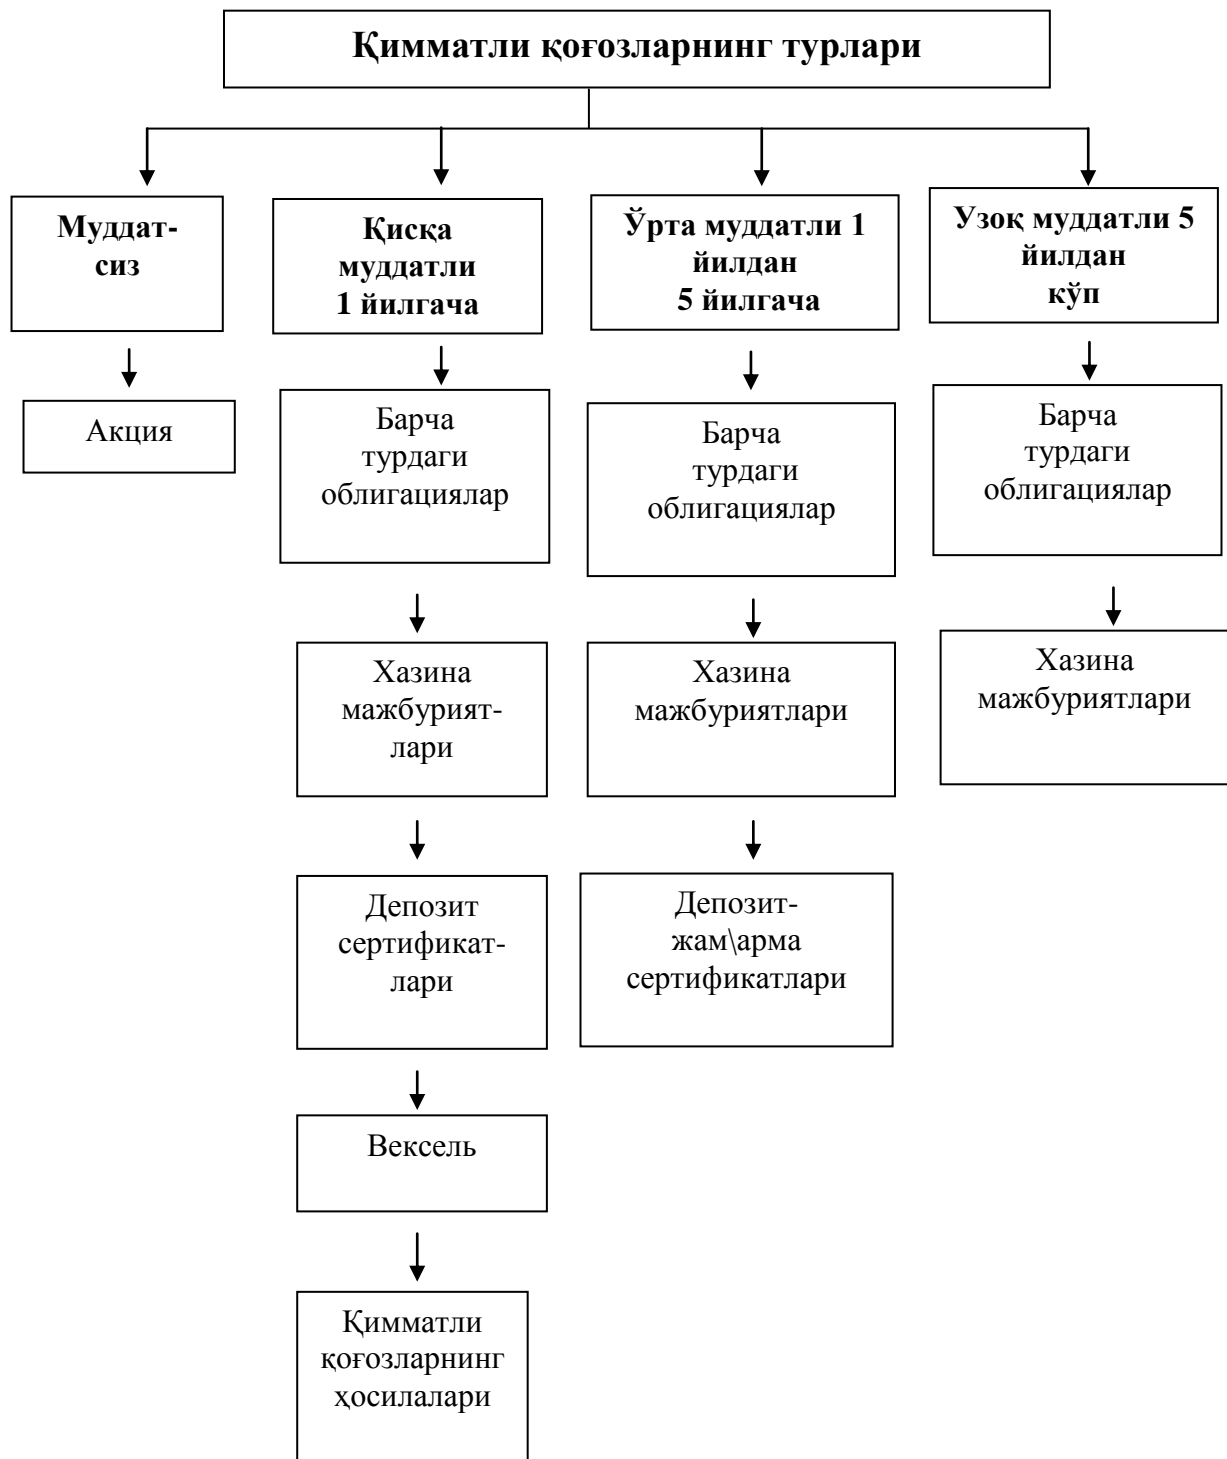 Қимматли қоғозларнинг турлари
Муддат-
сиз
Қисқа
муддатли
1 йилгача
Ўрта муддатли 1
йилдан
5 йилгача
Узоқ муддатли 5
йилдан
кўп
Акция
Барча
турдаги
облигациялар
Барча
турдаги
облигациялар
Барча
турдаги
облигациялар
Хазина
мажбурият-
лари
Хазина
мажбуриятлари
Хазина
мажбуриятлари
Депозит
сертификат-
лари
Депозит-
жам\арма
сертификатлари
Вексель
Қимматли
қоғозларнинг
ҳосилалари